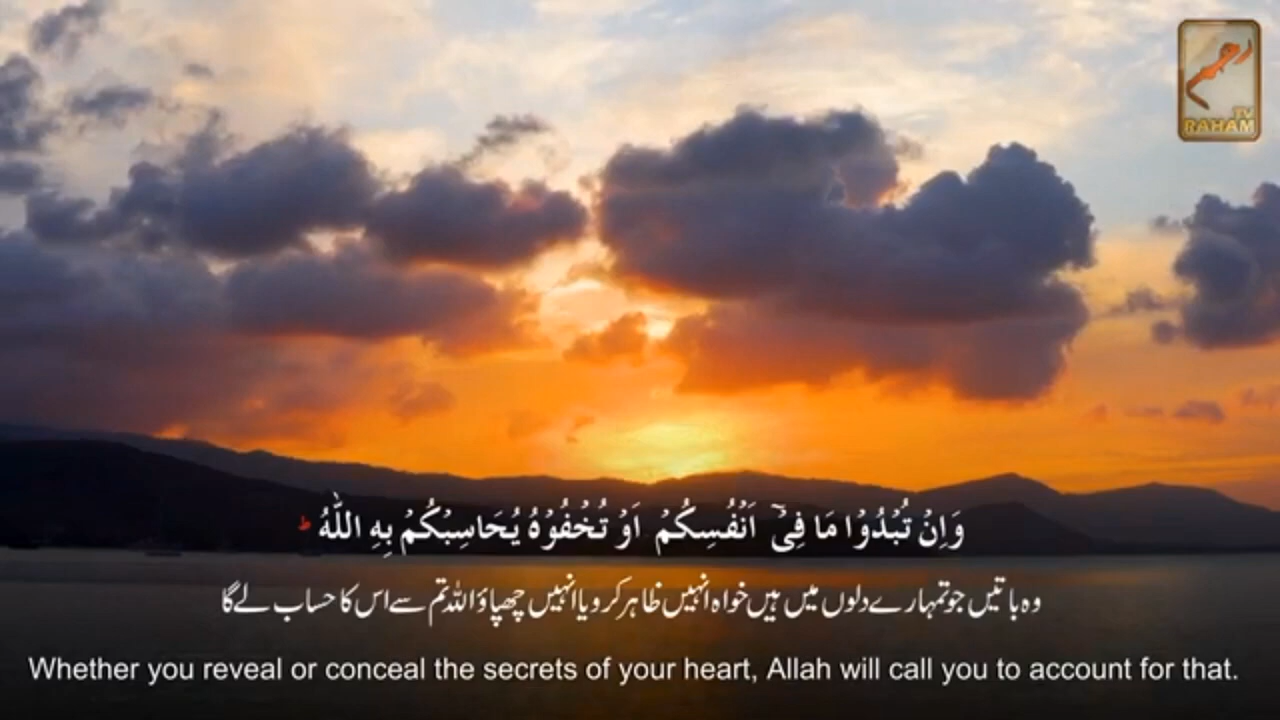 رحم
TV
RAHAM
وَاِنۡ تُبۡدُوۡا مَا فِىۡۤ اَنۡفُسِكُمۡ اَوۡ تُخۡفُوۡهُ يُحَاسِبۡكُمۡ بِهِ اللّٰهُ‌ؕ
وہ باتیں جو تمہارے دلوں میں ہیں خواہ انہیں ظاہر کرو یا انہیں چھپاؤ اللہ تم سے اس کا حساب لے گا
Whether you reveal or conceal the secrets of your heart, Allah will call you to account for that.